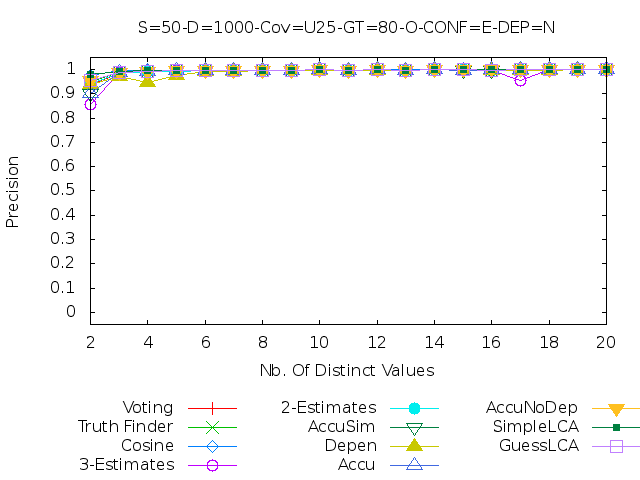 S=50-D=1000-Cov=U25-GT=80-O-CONF=E-DEP=N
1
0.9
0.8
0.7
0.6
0.5
0.4
0.3
0.2
0.1
0
Precision
2 4 6 8 10 12 14 16 18 20
Nb. Of Distinct Values
Voting 2-Estimates AccuNoDep
Truth Finder AccuSim SimpleLCA
Cosine Depen GuessLCA
3-Estimates Accu